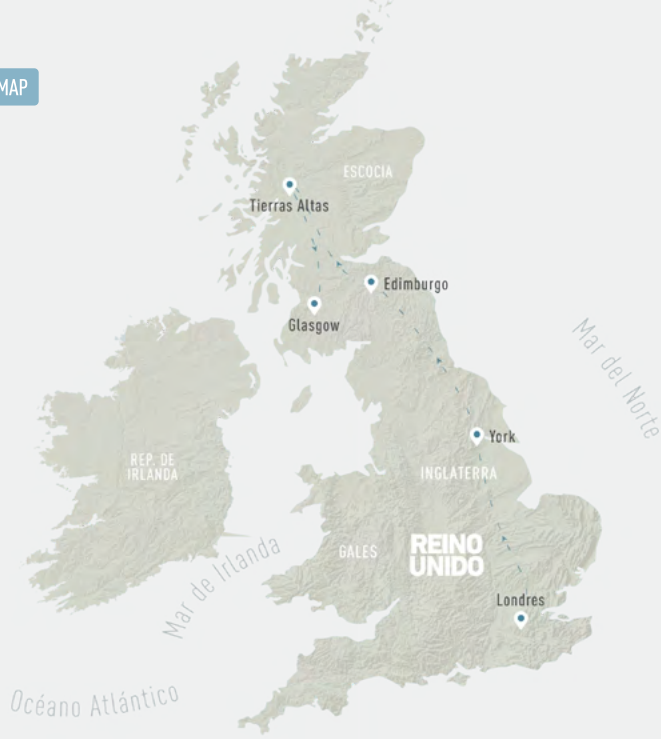 MAP
ESCOCIA
Tierras Altas
Edimburgo
Glasgow
Mar del Norte
York
REP. DE
IRLANDA
INGLATERRA
GALES
REINO
UNIDO
Mar de Irlanda
Londres
Océano Atlántico